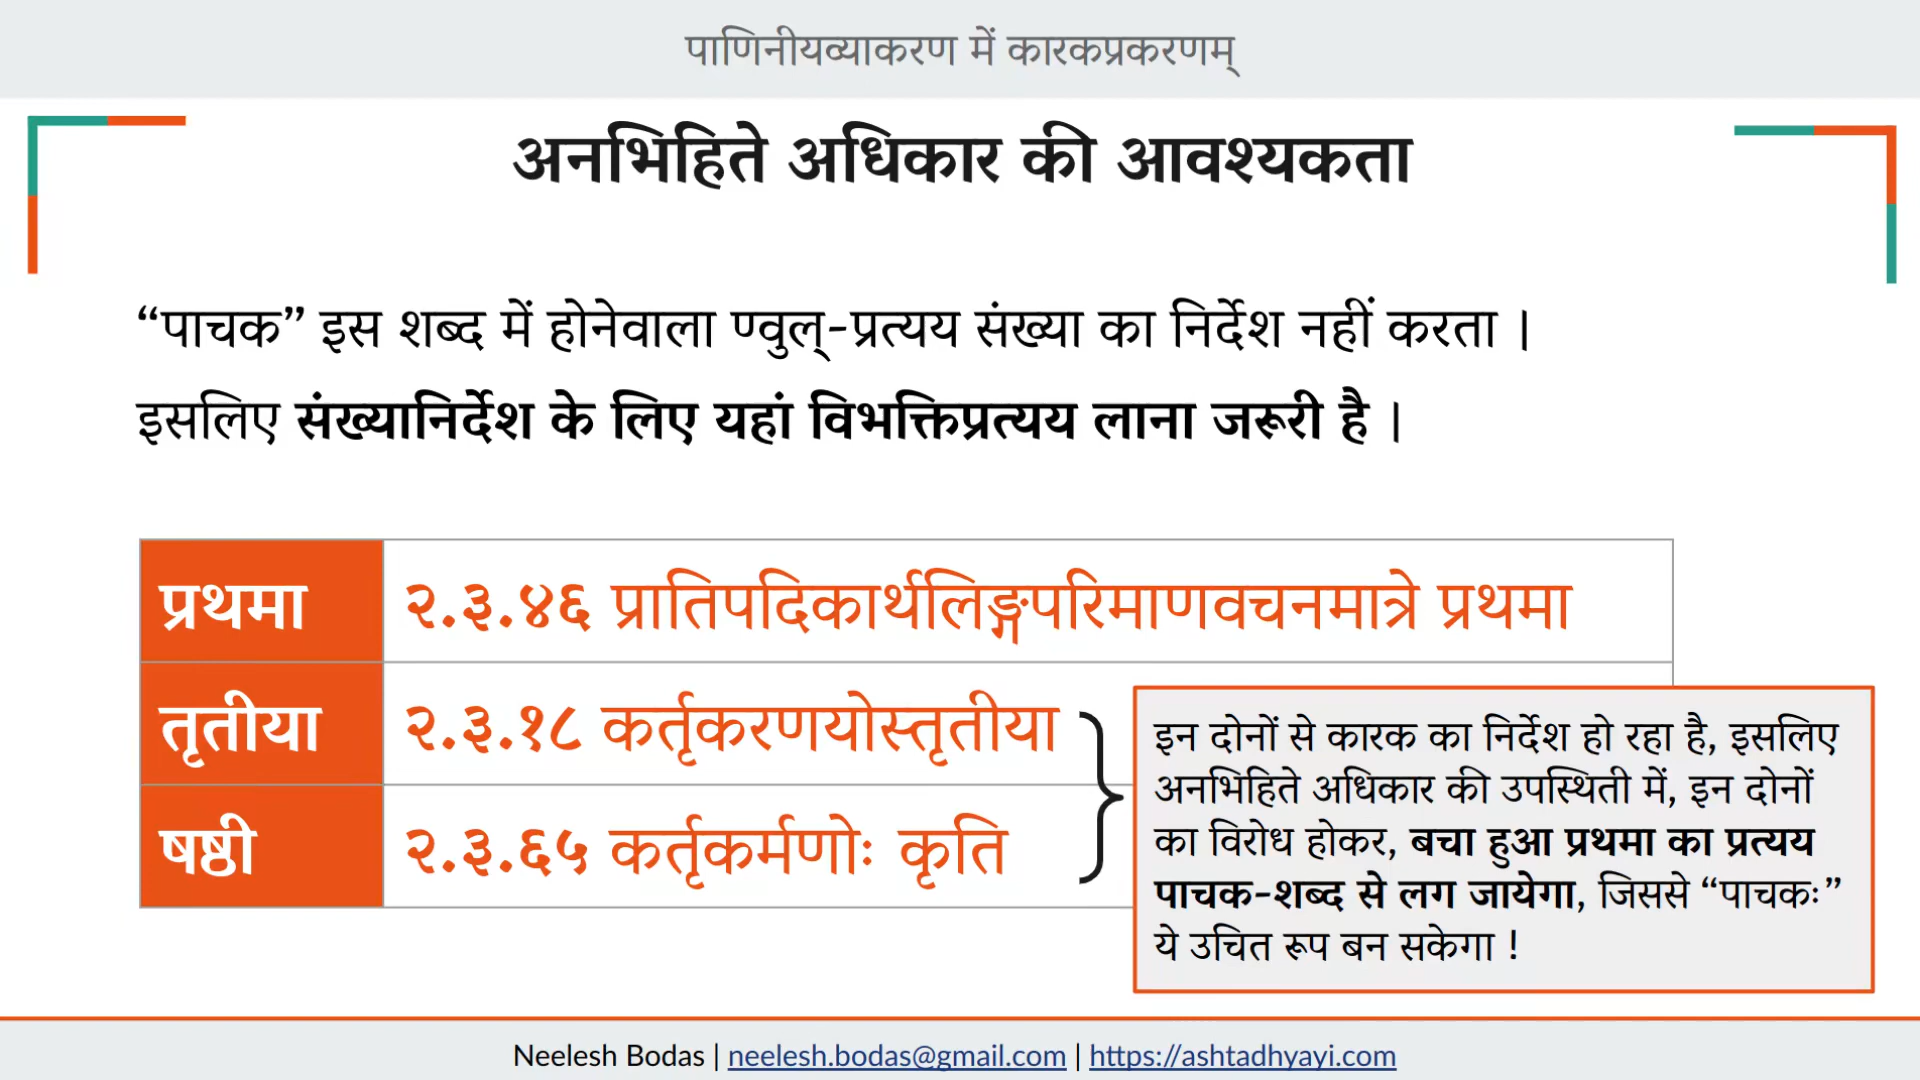 पाणिनीयव्याकरण में कारकप्रकरणम्
अनभिहिते अधिकार की आवश्यकता
“पाचक” इस शब्द में होनेवाला ण्वुल्-प्रत्यय संख्या का निर्देश नहीं करता ।
इसलिए संख्यानिर्देश के लिए यहां विभक्तिप्रत्यय लाना जरूरी है ।
प्रथमा २.३.४६ प्रातिपदिकार्थलिङ्गपरिमाणवचनमात्रे प्रथमा
तृतीया २.३.१८ कर्तृकरणयोस्तृतीया
षष्ठी २.३.६५ कर्तृकर्मणोः कृति
इन दोनों से कारक का निर्देश हो रहा है, इसलिए
अनभिहिते अधिकार की उपस्थिती में, इन दोनों
का विरोध होकर, बचा हुआ प्रथमा का प्रत्यय
पाचक-शब्द से लग जायेगा, जिससे “पाचकः”
ये उचित रूप बन सकेगा !
Neelesh Bodas | neelesh.bodas@gmail.com | https://ashtadhyayi.com